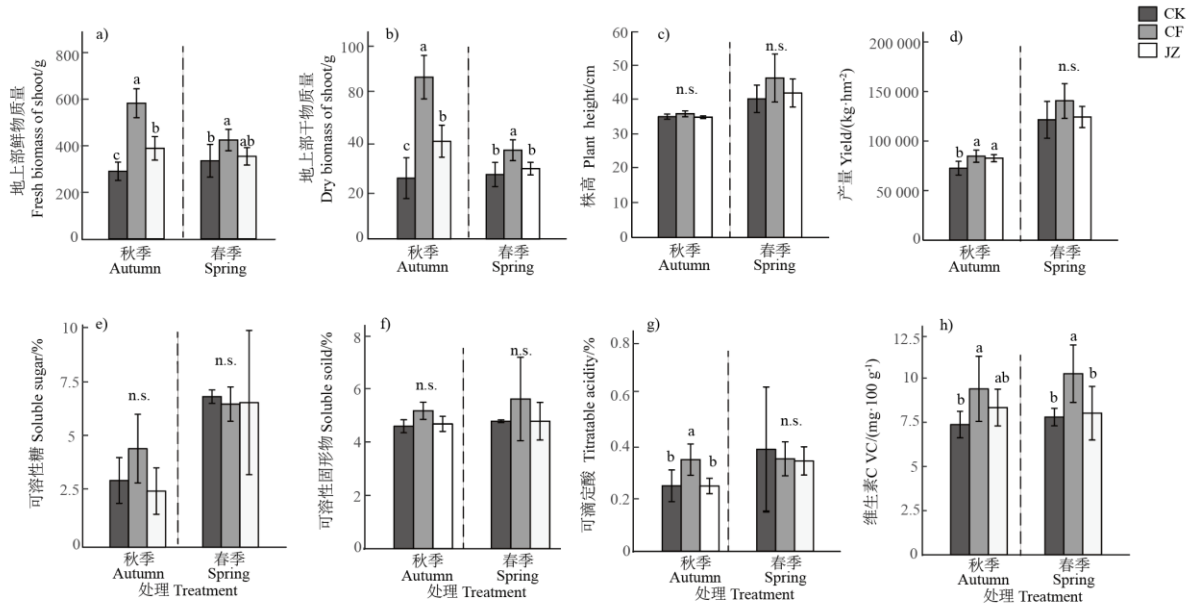 CK
CF
JZ
a)
地上部鲜物质量
Fresh biomass of shoot/g
800
600
400
200
0
c
a
b
b
a
ab
秋季
Autumn
春季
Spring
b)
地上部干物质量
Dry biomass of shoot/g
100
80
40
20
0
c
a
b
b
a
b
秋季
Autumn
春季
Spring
c)
株高 Plant height/cm
60
50
40
30
20
10
0
n.s.
n.s.
秋季
Autumn
春季
Spring
d)
产量 Yield/(kg·hm-2)
200 000
150 000
100 000
50 000
0
b
a
a
n.s.
秋季
Autumn
春季
Spring
e)
可溶性糖 Soluble sugar/%
10
7.5
5
2.5
0
n.s.
n.s.
秋季
Autumn
春季
Spring
处理 Treatment
f)
可溶性固形物 Soluble soild/%
8
6
4
2
0
n.s.
n.s.
秋季
Autumn
春季
Spring
处理 Treatment
g)
可滴定酸 Titratable acidity/%
0.8
0.6
0.4
0.2
0
b
a
b
n.s.
秋季
Autumn
春季
Spring
处理 Treatment
h)
维生素C VC/(mg·100 g-1)
12.5
10
7.5
5
2.5
0
b
a
ab
b
a
b
秋季
Autumn
春季
Spring
处理 Treatment